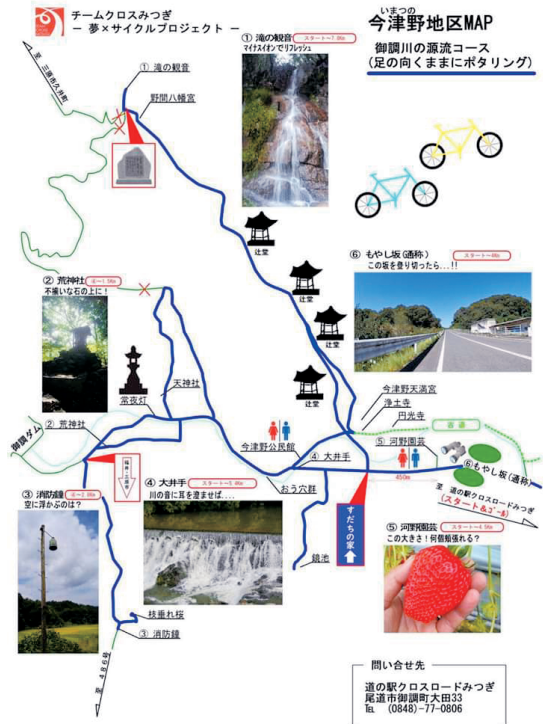 チームクロスみつぎ
－ 夢×サイクルプロジェクト －
いまつの
今津野地区MAP
御調川の源流コース
(足の向くままにポタリング)
① 滝の観音
マイナスイオンでリフレッシュ
至 三原市久井町
① 滝の観音
野間八幡宮
辻堂
辻堂
辻堂
辻堂
⑥ もやし坂(通称)
この坂を登り切ったら...!!
② 荒神社
不揃いな石の上に!
天神社
常夜灯
御調ダム
② 荒神社
今津野天満宮
浄土寺
円光寺
今津野公民館
④ 大井手
⑤ 河野園芸
450m
⑥もやし坂(通称)
至 道の駅クロスロードみつぎ
(スタート&ゴール)
おう穴群
すだちの家
鏡池
③ 消防鐘
空に浮かぶのは?
④ 大井手
川の音に耳を澄ませば....
⑤ 河野園芸
この大きさ!何個頬張れる?
枝垂れ桜
③ 消防鐘
至 486号
問い合せ先
道の駅クロスロードみつぎ
尾道市御調町大田33
℡ (0848)-77-0806